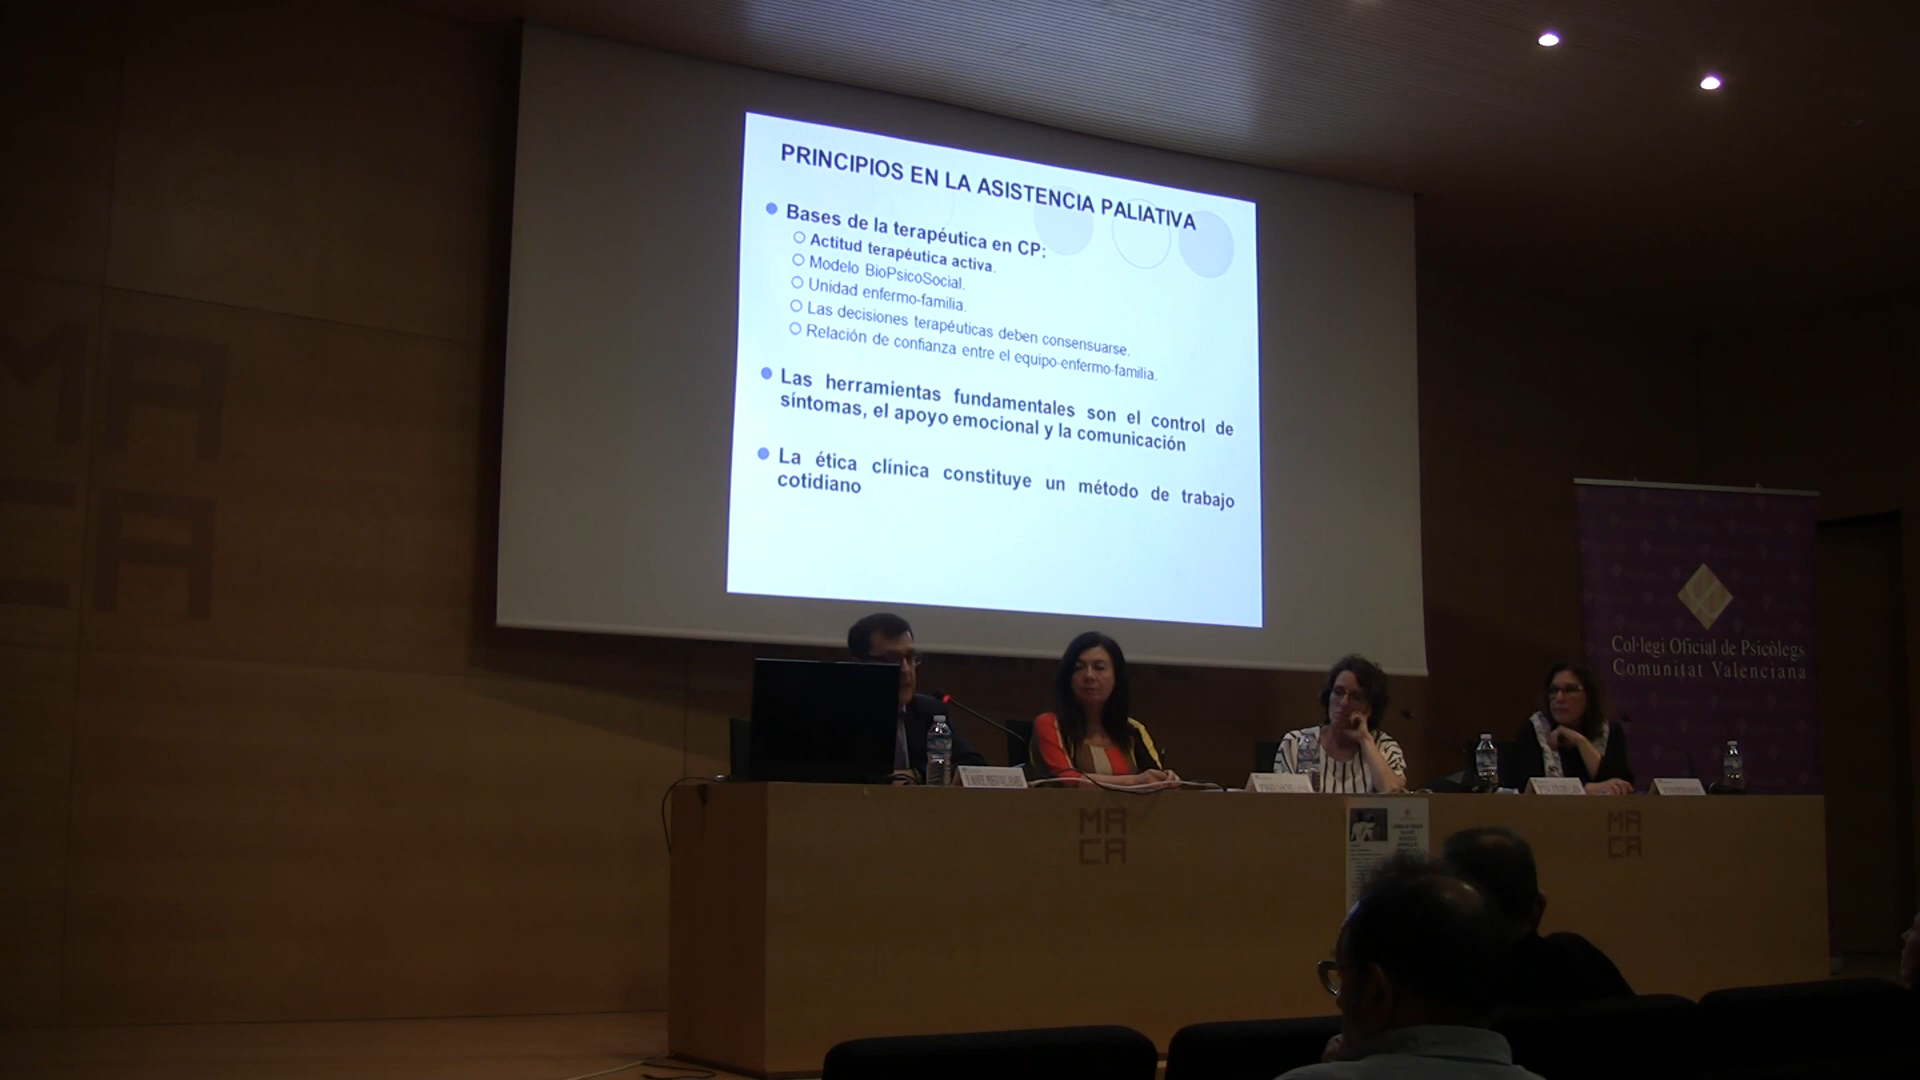 PRINCIPIOS EN LA ASISTENCIA PALIATIVA
Bases de la terapéutica en CP:
Actitud terapéutica activa.
Modelo BioPsicoSocial.
Unidad enfermo-familia.
Las decisiones terapéuticas deben consensuarse.
Relación de confianza entre el equipo-enfermo-familia.
Las herramientas fundamentales son el control de
síntomas, el apoyo emocional y la comunicación
La ética clínica constituye un método de trabajo
cotidiano
Col·legi Oficial de Psicòlegs
Comunitat Valenciana
MA
CA
MA
CA
MA
CA